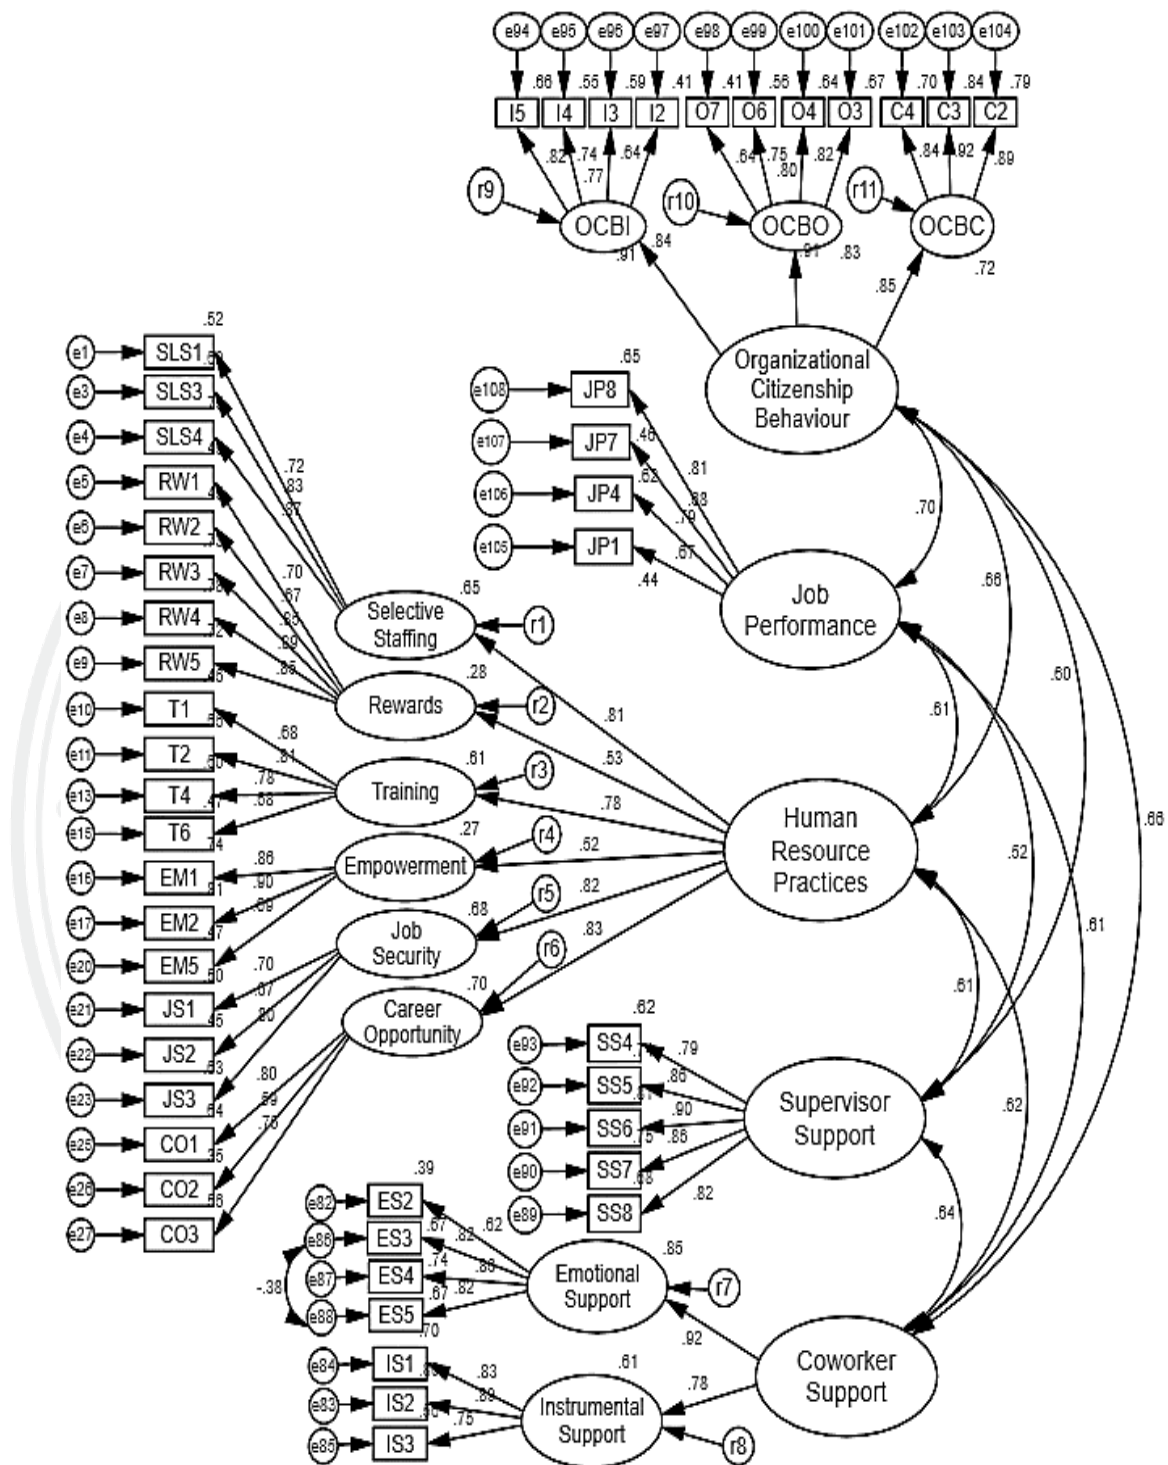 e94 e95 e96 e97 e98 e99 e100 e101 e102 e103 e104
.66 .55 .59 .41 .41 .56 .64 .67 .70 .84 .79
I5 I4 I3 I2 O7 O6 O4 O3 C4 C3 C2
.82 .74 .77 .64 .64 .75 .80 .82 .84 .92 .89
r9 r10 r11
OCBI OCBO OCBC
.91 .84 .91 .83 .72
.85
Organizational
Citizenship
Behaviour
.52
e1 SLS1
e3 SLS3
e4 SLS4
e5 RW1
e6 RW2
e7 RW3
e8 RW4
e9 RW5
e10 T1
e11 T2
e13 T4
e15 T6
e16 EM1
e17 EM2
e20 EM5
e21 JS1
e22 JS2
e23 JS3
e25 CO1
e26 CO2
e27 CO3
.74
.47
.35
.72
.83
.70
.67
.85
.89
.85
.68
.81
.78
.68
.86
.90
.70
.67
.80
.80
.59
.75
.65
Selective
Staffing
r1
.28
Rewards
r2
.61
Training
r3
.27
Empowerment
r4
.68
Job
Security
r5
.70
Career
Opportunity
r6
.81
.53
.78
.52
.82
.83
.65
e108 JP8
.46
e107 JP7
.62
e106 JP4
e105 JP1
.44
.81
.79
.67
Job
Performance
Human
Resource
Practices
.70
.66
.60
.66
.61
.52
.61
.61
.62
.64
.62
e93 SS4
e92 SS5
e91 SS6
e90 SS7
e89 SS8
.75
.68
.79
.86
.90
.86
.82
Supervisor
Support
.39
e82 ES2
.67
e86 ES3
.74
e87 ES4
.67
e88 ES5
.70
-.38
.62
.82
.82
.85
Emotional
Support
r7
.92
e84 IS1
e83 IS2
e85 IS3
.83
.89
.75
.61
Instrumental
Support
r8
.78
Coworker
Support